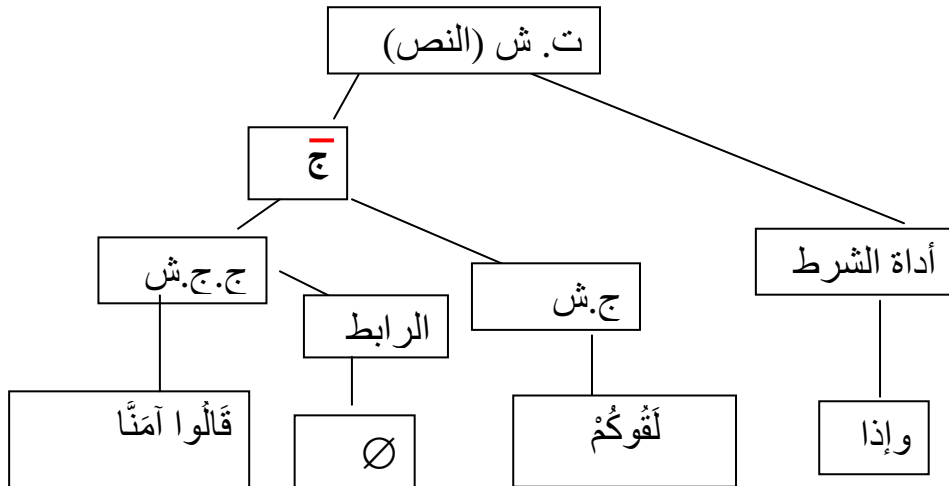 ت. ش (النص)
ج
أداة الشرط
ج.ش
ج.ج.ش
الرابط
وإذا
لَقُوكُمْ
∅
قَالُوا آمَنَّا